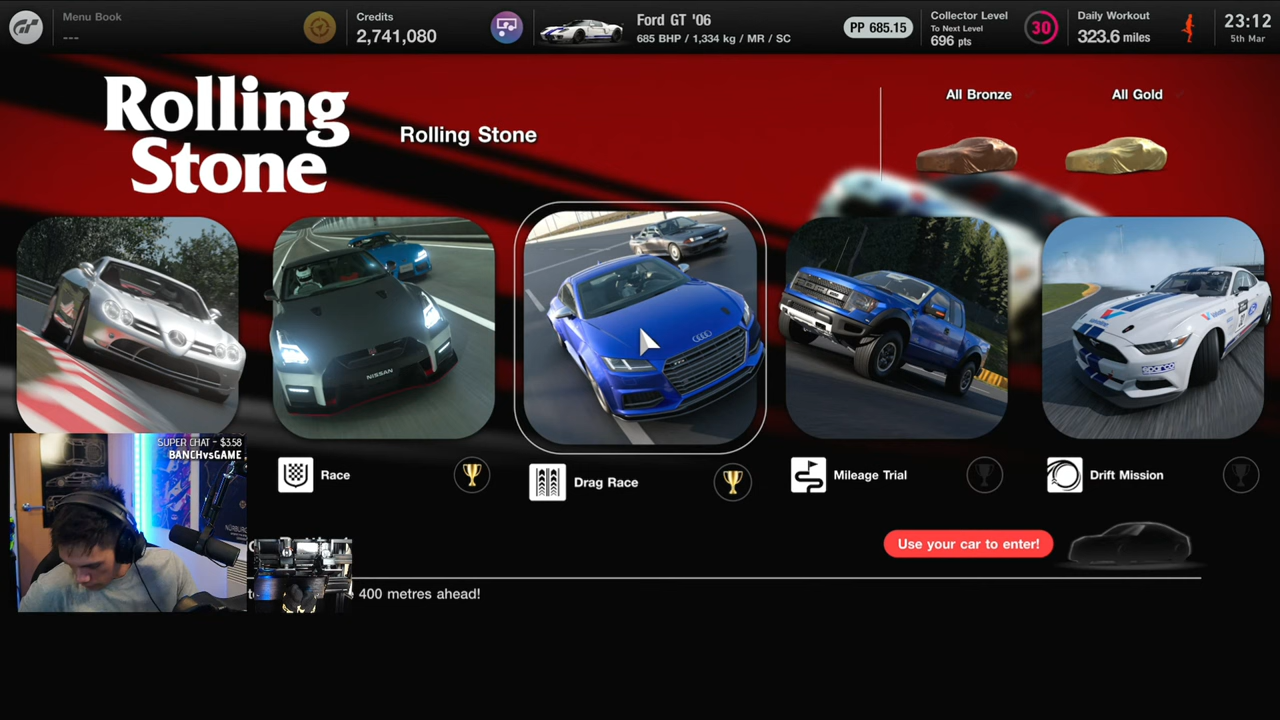 GT
Menu Book
---
Credits
2,741,080
Ford GT '06
685 BHP / 1,334 kg / MR / SC
PP 685.15
Collector Level
To Next Level
696 pts
30
Daily Workout
323.6 miles
23:12
5th Mar
Rolling
Stone
Rolling Stone
All Bronze
All Gold
NISSAN
sparco
SUPER CHAT - $3.58
BANCHvsGAME
Race
Drag Race
Mileage Trial
Drift Mission
Use your car to enter!
400 metres ahead!